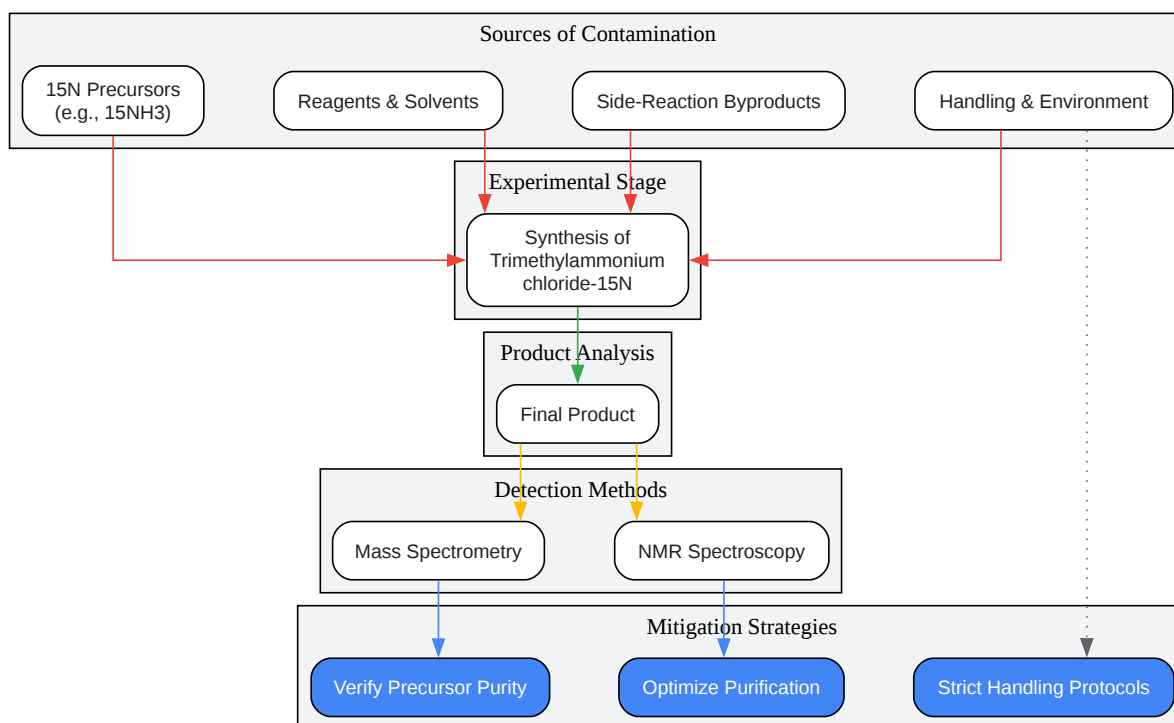 Sources of Contamination
15N Precursors
(e.g., 15NH3)
Reagents & Solvents
Side-Reaction Byproducts
Handling & Environment
Experimental Stage
Synthesis of
Trimethylammonium
chloride-15N
Product Analysis
Final Product
Detection Methods
Mass Spectrometry
NMR Spectroscopy
Mitigation Strategies
Verify Precursor Purity
Optimize Purification
Strict Handling Protocols